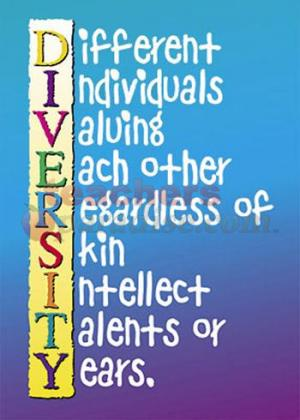 Different
Individuals
Valuing
Each other
Regardless of
Skin
Intellect
Talents or
Years.